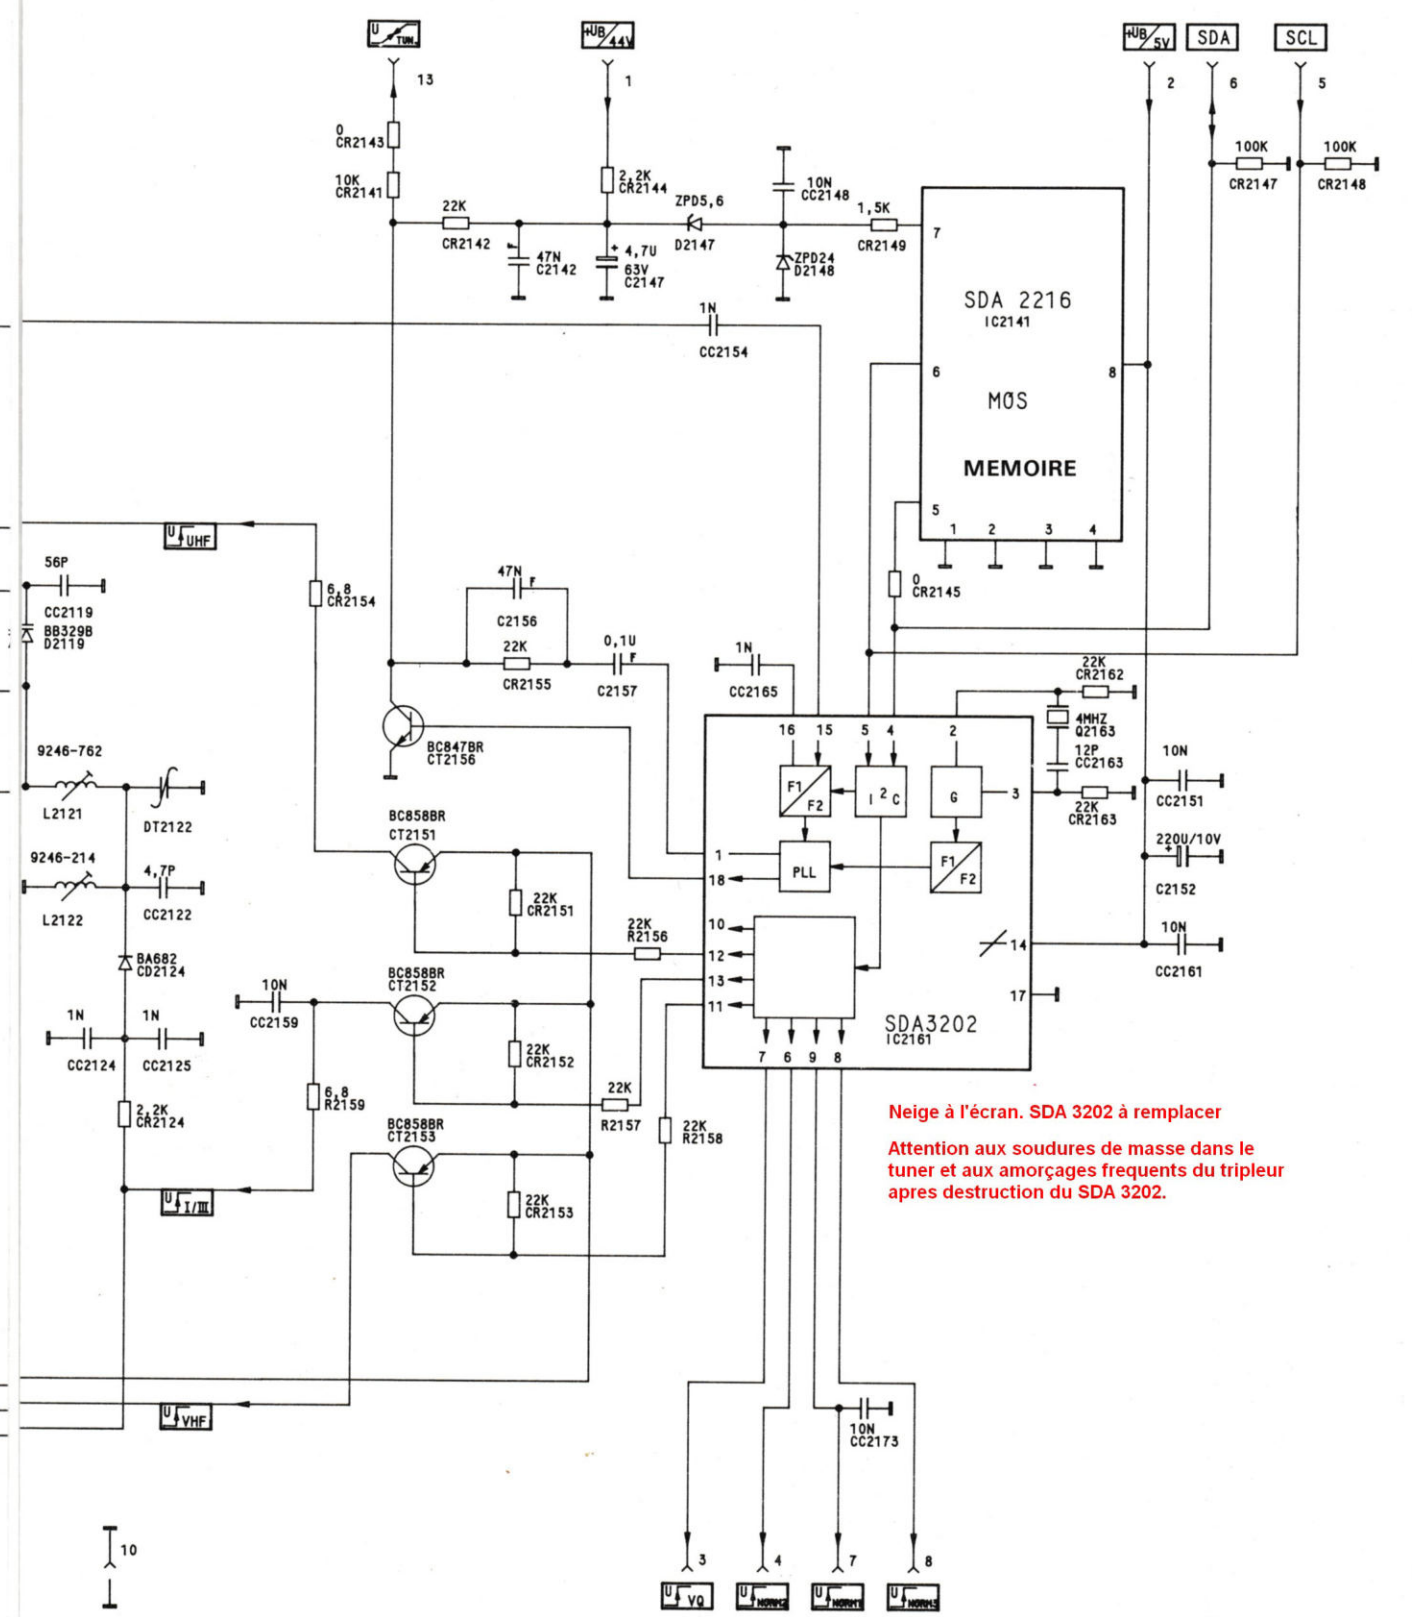 U TUN.
+UB/44V
+UB/5V
SDA
SCL
13
1
2
6
5
0
CR2143
10K
CR2141
2,2K
CR2144
22K
CR2142
47N
C2142
+ 4,7U
63V
C2147
ZPD5,6
D2147
10N
CC2148
ZPD24
D2148
1,5K
CR2149
100K
CR2147
100K
CR2148
7
SDA 2216
IC2141
6
8
MOS
MEMOIRE
5
1
2
3
4
1N
CC2154
0
CR2145
U UHF
56P
CC2119
BB329B
D2119
6,8
CR2154
47N
F
C2156
22K
CR2155
0,1U
F
C2157
1N
CC2165
22K
CR2162
4MHZ
Q2163
12P
CC2163
22K
CR2163
BC847BR
CT2156
16
15
5
4
2
F1
F2
I²C
G
3
1
PLL
F1
F2
18
10
12
13
11
14
17
7
6
9
8
SDA3202
IC2161
10N
CC2151
+
220U/10V
C2152
10N
CC2161
9246-762
L2121
DT2122
9246-214
L2122
4,7P
CC2122
BA682
CD2124
1N
CC2124
1N
CC2125
2,2K
CR2124
BC858BR
CT2151
22K
CR2151
22K
R2156
BC858BR
CT2152
10N
CC2159
22K
CR2152
6,8
R2159
22K
R2157
22K
R2158
BC858BR
CT2153
22K
CR2153
U I/III
U VHF
Neige à l'écran. SDA 3202 à remplacer
Attention aux soudures de masse dans le
tuner et aux amorçages frequents du tripleur
apres destruction du SDA 3202.
10N
CC2173
10
3
4
7
8
U VQ
U NORM2
U NORM1
U NORM3